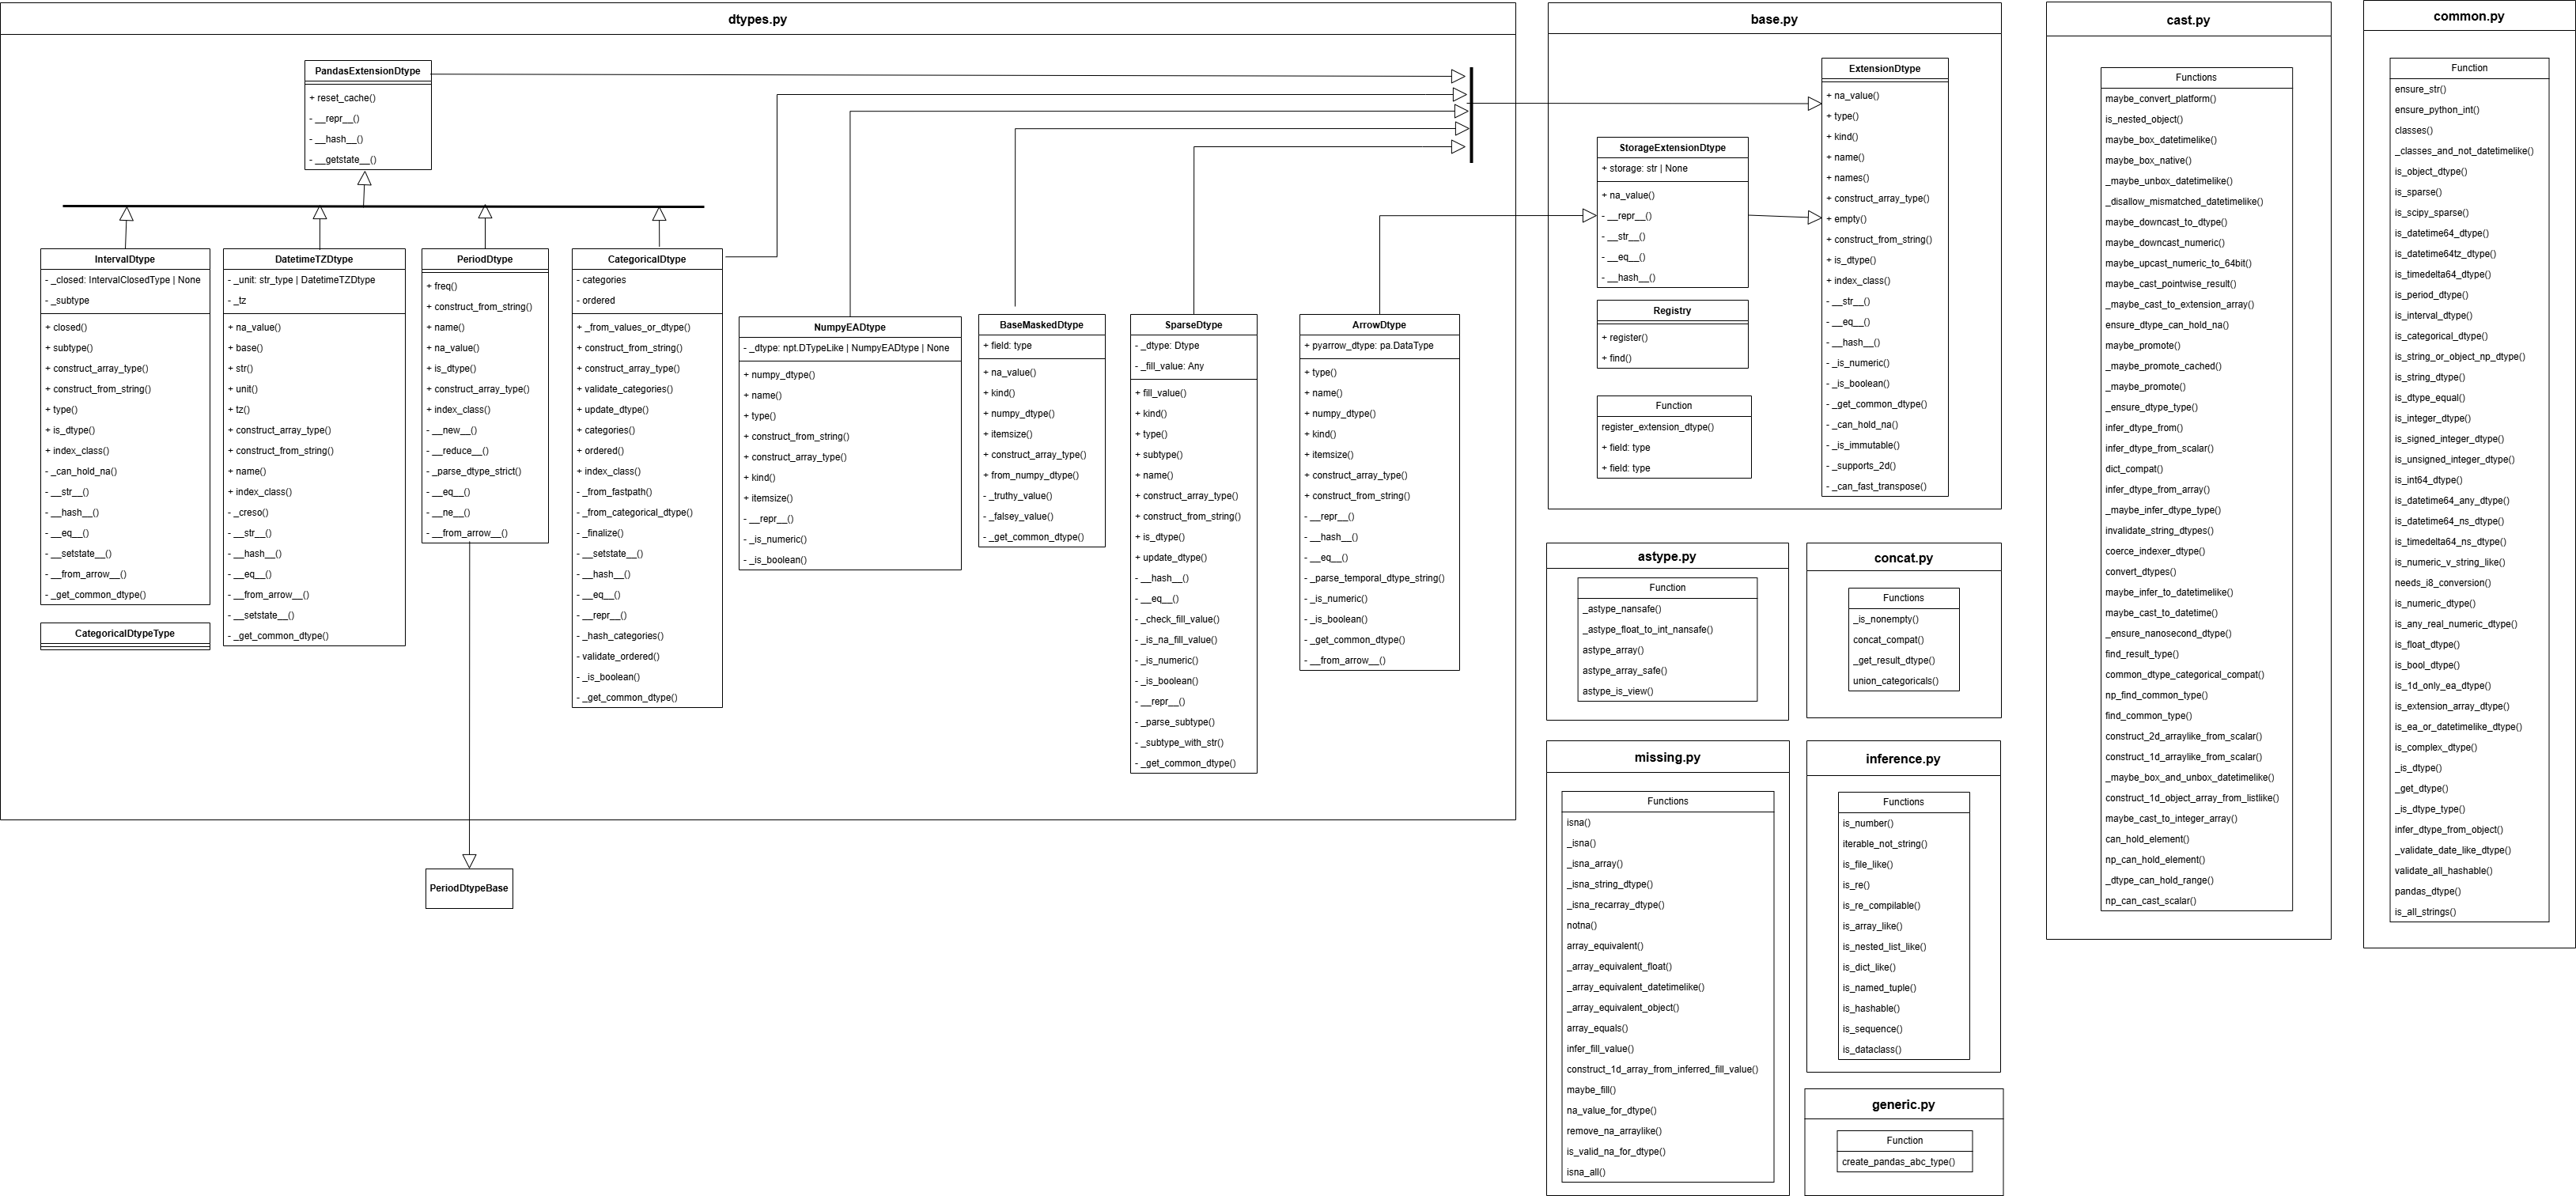 dtypes.py
PandasExtensionDtype
+ reset_cache()
- __repr__()
- __hash__()
- __getstate__()
IntervalDtype
- _closed: IntervalClosedType | None
- _subtype
+ closed()
+ subtype()
+ construct_array_type()
+ construct_from_string()
+ type()
+ is_dtype()
+ index_class()
- _can_hold_na()
- __str__()
- __hash__()
- __eq__()
- __setstate__()
- __from_arrow__()
- _get_common_dtype()
CategoricalDtypeType
DatetimeTZDtype
- _unit: str_type | DatetimeTZDtype
- _tz
+ na_value()
+ base()
+ str()
+ unit()
+ tz()
+ construct_array_type()
+ construct_from_string()
+ name()
+ index_class()
- _creso()
- __str__()
- __hash__()
- __eq__()
- __from_arrow__()
- __setstate__()
- _get_common_dtype()
PeriodDtype
+ freq()
+ construct_from_string()
+ name()
+ na_value()
+ is_dtype()
+ construct_array_type()
+ index_class()
- __new__()
- __reduce__()
- _parse_dtype_strict()
- __eq__()
- __ne__()
- __from_arrow__()
PeriodDtypeBase
CategoricalDtype
- categories
- ordered
+ _from_values_or_dtype()
+ construct_from_string()
+ construct_array_type()
+ validate_categories()
+ update_dtype()
+ categories()
+ ordered()
+ index_class()
- _from_fastpath()
- _from_categorical_dtype()
- _finalize()
- __setstate__()
- __hash__()
- __eq__()
- __repr__()
- _hash_categories()
- validate_ordered()
- _is_boolean()
- _get_common_dtype()
NumpyEADtype
- _dtype: npt.DTypeLike | NumpyEADtype | None
+ numpy_dtype()
+ name()
+ type()
+ construct_from_string()
+ construct_array_type()
+ kind()
+ itemsize()
- __repr__()
- _is_numeric()
- _is_boolean()
BaseMaskedDtype
+ field: type
+ na_value()
+ kind()
+ numpy_dtype()
+ itemsize()
+ construct_array_type()
+ from_numpy_dtype()
- _truthy_value()
- _falsey_value()
- _get_common_dtype()
SparseDtype
- _dtype: Dtype
- _fill_value: Any
+ fill_value()
+ kind()
+ type()
+ subtype()
+ name()
+ construct_array_type()
+ construct_from_string()
+ is_dtype()
+ update_dtype()
- __hash__()
- __eq__()
- _check_fill_value()
- _is_na_fill_value()
- _is_numeric()
- _is_boolean()
- __repr__()
- _parse_subtype()
- _subtype_with_str()
- _get_common_dtype()
ArrowDtype
+ pyarrow_dtype: pa.DataType
+ type()
+ name()
+ numpy_dtype()
+ kind()
+ itemsize()
+ construct_array_type()
+ construct_from_string()
- __repr__()
- __hash__()
- __eq__()
- _parse_temporal_dtype_string()
- _is_numeric()
- _is_boolean()
- _get_common_dtype()
- __from_arrow__()
base.py
StorageExtensionDtype
+ storage: str | None
+ na_value()
- __repr__()
- __str__()
- __eq__()
- __hash__()
Registry
+ register()
+ find()
Function
register_extension_dtype()
+ field: type
+ field: type
ExtensionDtype
+ na_value()
+ type()
+ kind()
+ name()
+ names()
+ construct_array_type()
+ empty()
+ construct_from_string()
+ is_dtype()
+ index_class()
- __str__()
- __eq__()
- __hash__()
- _is_numeric()
- _is_boolean()
- _get_common_dtype()
- _can_hold_na()
- _is_immutable()
- _supports_2d()
- _can_fast_transpose()
astype.py
Function
_astype_nansafe()
_astype_float_to_int_nansafe()
astype_array()
astype_array_safe()
astype_is_view()
concat.py
Functions
_is_nonempty()
concat_compat()
_get_result_dtype()
union_categoricals()
missing.py
Functions
isna()
_isna()
_isna_array()
_isna_string_dtype()
_isna_recarray_dtype()
notna()
array_equivalent()
_array_equivalent_float()
_array_equivalent_datetimelike()
_array_equivalent_object()
array_equals()
infer_fill_value()
construct_1d_array_from_inferred_fill_value()
maybe_fill()
na_value_for_dtype()
remove_na_arraylike()
is_valid_na_for_dtype()
isna_all()
inference.py
Functions
is_number()
iterable_not_string()
is_file_like()
is_re()
is_re_compilable()
is_array_like()
is_nested_list_like()
is_dict_like()
is_named_tuple()
is_hashable()
is_sequence()
is_dataclass()
generic.py
Function
create_pandas_abc_type()
cast.py
Functions
maybe_convert_platform()
is_nested_object()
maybe_box_datetimelike()
maybe_box_native()
_maybe_unbox_datetimelike()
_disallow_mismatched_datetimelike()
maybe_downcast_to_dtype()
maybe_downcast_numeric()
maybe_upcast_numeric_to_64bit()
maybe_cast_pointwise_result()
_maybe_cast_to_extension_array()
ensure_dtype_can_hold_na()
maybe_promote()
_maybe_promote_cached()
_maybe_promote()
_ensure_dtype_type()
infer_dtype_from()
infer_dtype_from_scalar()
dict_compat()
infer_dtype_from_array()
_maybe_infer_dtype_type()
invalidate_string_dtypes()
coerce_indexer_dtype()
convert_dtypes()
maybe_infer_to_datetimelike()
maybe_cast_to_datetime()
_ensure_nanosecond_dtype()
find_result_type()
common_dtype_categorical_compat()
np_find_common_type()
find_common_type()
construct_2d_arraylike_from_scalar()
construct_1d_arraylike_from_scalar()
_maybe_box_and_unbox_datetimelike()
construct_1d_object_array_from_listlike()
maybe_cast_to_integer_array()
can_hold_element()
np_can_hold_element()
_dtype_can_hold_range()
np_can_cast_scalar()
common.py
Function
ensure_str()
ensure_python_int()
classes()
_classes_and_not_datetimelike()
is_object_dtype()
is_sparse()
is_scipy_sparse()
is_datetime64_dtype()
is_datetime64tz_dtype()
is_timedelta64_dtype()
is_period_dtype()
is_interval_dtype()
is_categorical_dtype()
is_string_or_object_np_dtype()
is_string_dtype()
is_dtype_equal()
is_integer_dtype()
is_signed_integer_dtype()
is_unsigned_integer_dtype()
is_int64_dtype()
is_datetime64_any_dtype()
is_datetime64_ns_dtype()
is_timedelta64_ns_dtype()
is_numeric_v_string_like()
needs_i8_conversion()
is_numeric_dtype()
is_any_real_numeric_dtype()
is_float_dtype()
is_bool_dtype()
is_1d_only_ea_dtype()
is_extension_array_dtype()
is_ea_or_datetimelike_dtype()
is_complex_dtype()
_is_dtype()
_get_dtype()
_is_dtype_type()
infer_dtype_from_object()
_validate_date_like_dtype()
validate_all_hashable()
pandas_dtype()
is_all_strings()